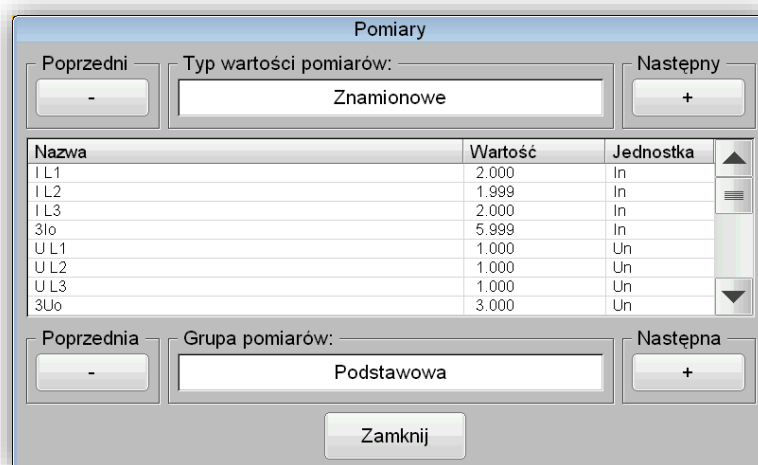 Pomiary
Poprzedni Typ wartości pomiarów: Następny
- Znamionowe +
Nazwa Wartość Jednostka
I L1 2.000 In
I L2 1.999 In
I L3 2.000 In
3Io 5.999 In
U L1 1.000 Un
U L2 1.000 Un
U L3 1.000 Un
3Uo 3.000 Un
Poprzednia Grupa pomiarów: Następna
- Podstawowa +
Zamknij